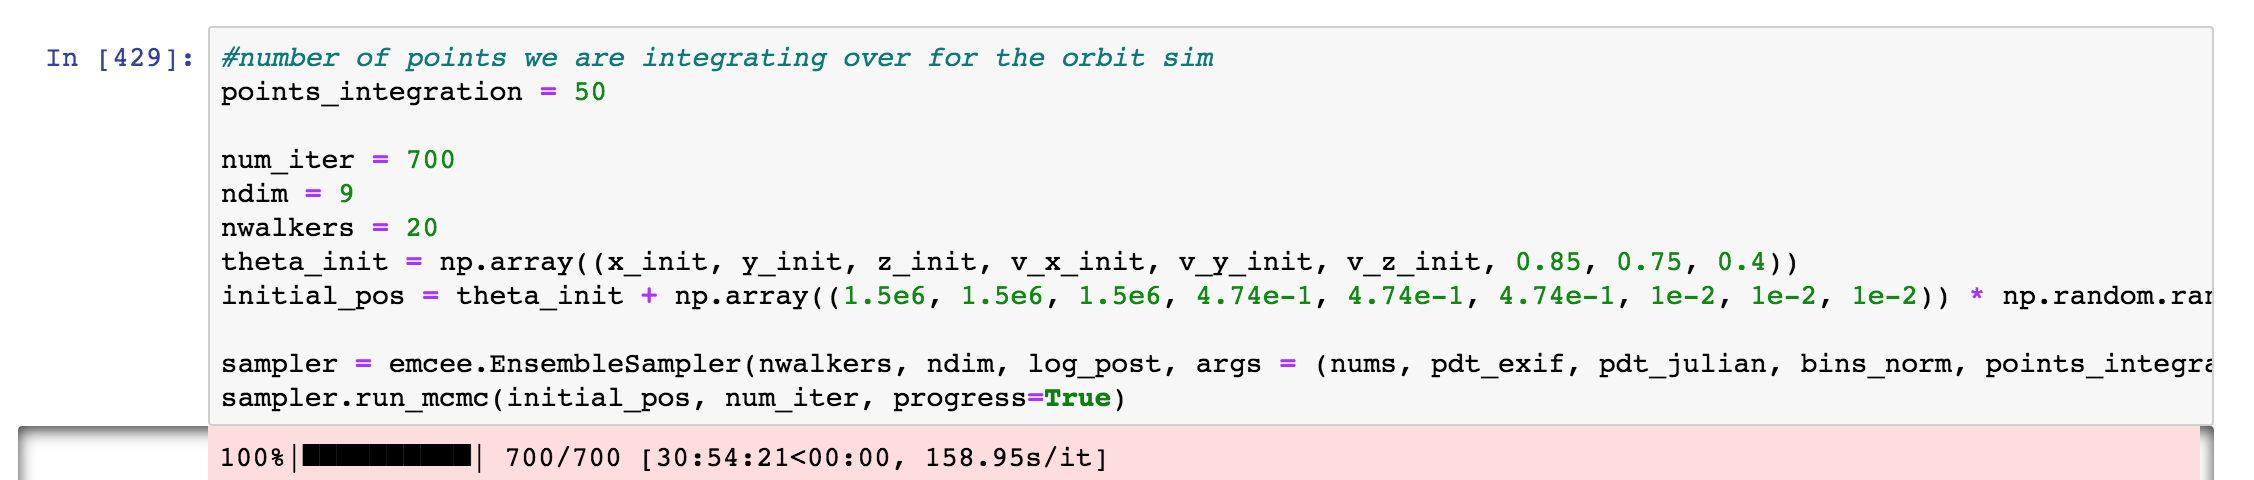 In [429]:
#number of points we are integrating over for the orbit sim
points_integration = 50
num_iter = 700
ndim = 9
nwalkers = 20
theta_init = np.array((x_init, y_init, z_init, v_x_init, v_y_init, v_z_init, 0.85, 0.75, 0.4))
initial_pos = theta_init + np.array((1.5e6, 1.5e6, 1.5e6, 4.74e-1, 4.74e-1, 4.74e-1, 1e-2, 1e-2, 1e-2)) * np.random.ran
sampler = emcee.EnsembleSampler(nwalkers, ndim, log_post, args = (nums, pdt_exif, pdt_julian, bins_norm, points_integra
sampler.run_mcmc(initial_pos, num_iter, progress=True)
100%|██████████| 700/700 [30:54:21<00:00, 158.95s/it]